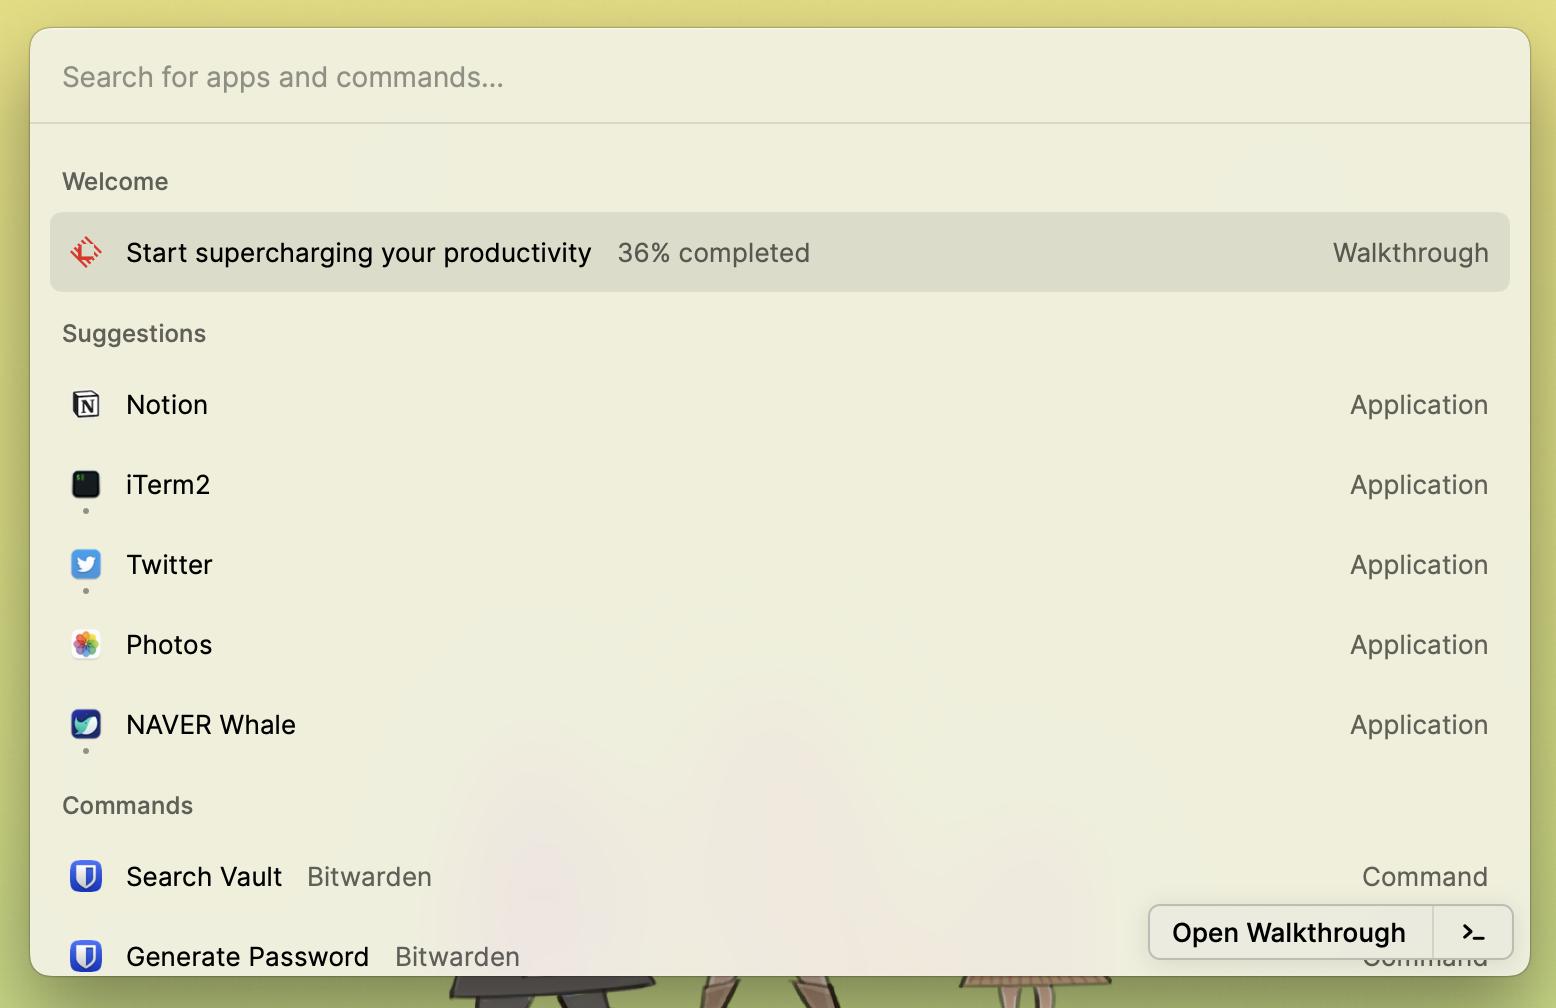 Search for apps and commands...
Welcome
Start supercharging your productivity 36% completed Walkthrough
Suggestions
Notion Application
iTerm2 Application
Twitter Application
Photos Application
NAVER Whale Application
Commands
Search Vault Bitwarden Command
Open Walkthrough >_
Generate Password Bitwarden Command